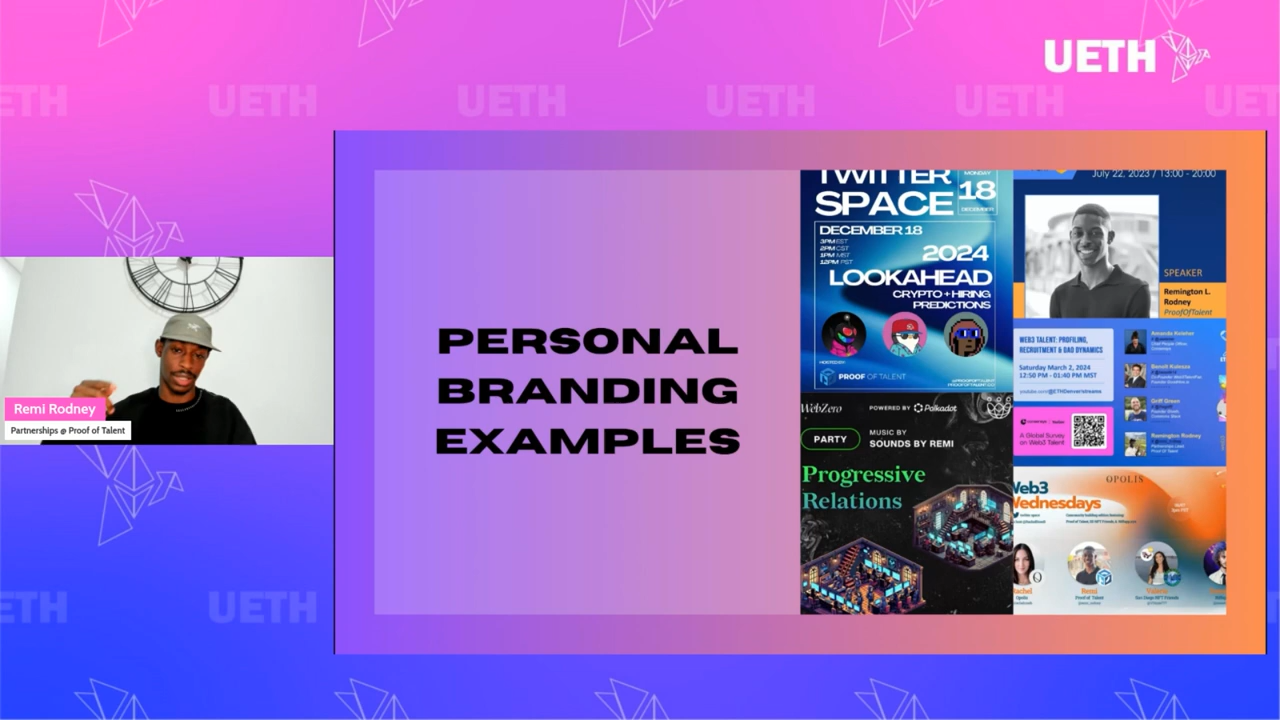 UETH
UETH
UETH
UETH
UETH
UETH
Remi Rodney
Partnerships @ Proof of Talent
PERSONAL
BRANDING
EXAMPLES
TWITTER
SPACE
MONDAY
18
DECEMBER
DECEMBER 18
3PM EST
2PM CST
1PM MST
12PM PST
2024
LOOKAHEAD
CRYPTO + HIRING
PREDICTIONS
HOSTED BY
PROOF OF TALENT
WebZero
POWERED BY Polkadot
PARTY
MUSIC BY
SOUNDS BY REMI
Progressive
Relations
July 22, 2023 / 13:00 - 20:00
SPEAKER
Remington L.
Rodney
ProofOfTalent
WEB3 TALENT: PROFILING,
RECRUITMENT & DAO DYNAMICS
Saturday March 2, 2024
12:50 PM - 01:40 PM MST
A Global Survey
on Web3 Talent
Amanda Keleher
Benoit Kulesza
Griff Green
Remington Rodney
OPOLIS
Web3
Wednesdays
Rachel
Opolis
Remi
Proof of Talent
UETH
UETH